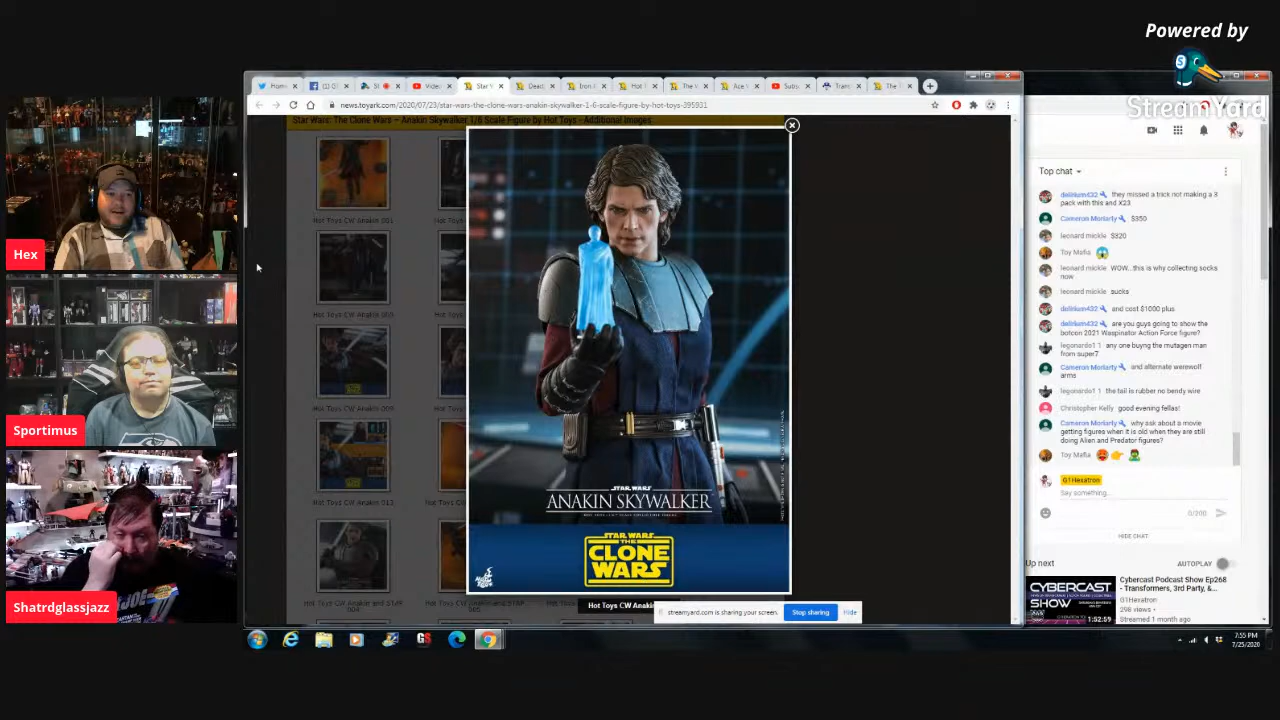 Powered by
StreamYard
Hex
Sportimus
Shatrdglassjazz
news.toyark.com/2020/07/23/star-wars-the-clone-wars-anakin-skywalker-1-6-scale-figure-by-hot-toys-395931
Star Wars: The Clone Wars – Anakin Skywalker 1/6 Scale Figure by Hot Toys - Additional Images
STAR WARS
ANAKIN SKYWALKER
STAR WARS
THE
CLONE
WARS
Hot Toys CW Anakin
streamyard.com is sharing your screen.
Stop sharing
Hide
Top chat
delirium432 they missed a trick not making a 3
pack with this and X23
Cameron Moriarty $350
leonard mickle $320
Toy Mafia
leonard mickle WOW...this is why collecting socks
now
leonard mickle sucks
delirium432 and cost $1000 plus
delirium432 are you guys going to show the
botcon 2021 Waspinator Action Force figure?
legonardo1 1 any one buyng the mutagen man
from super7
Cameron Moriarty and alternate werewolf
arms
legonardo1 1 the tail is rubber no bendy wire
Christopher Kelly good evening fellas!
Cameron Moriarty why ask about a movie
getting figures when it is old when they are still
doing Alien and Predator figures?
Toy Mafia
G1Hexatron
Say something...
0/200
HIDE CHAT
Up next
AUTOPLAY
CYBERCAST
SHOW
1:52:59
Cybercast Podcast Show Ep268
- Transformers, 3rd Party, &...
G1Hexatron
298 views •
Streamed 1 month ago
7:55 PM
7/25/2020